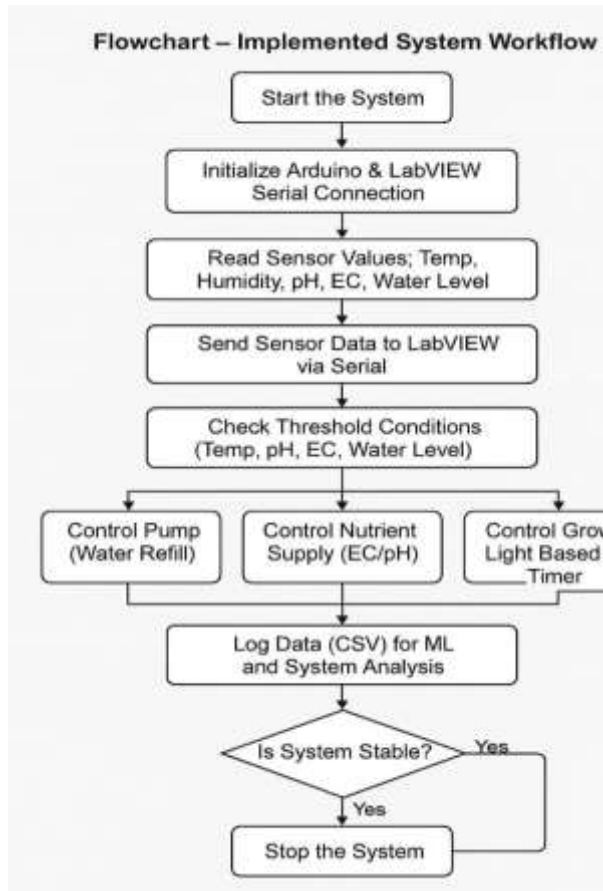 Flowchart – Implemented System Workflow
Start the System
Initialize Arduino & LabVIEW
Serial Connection
Read Sensor Values; Temp,
Humidity, pH, EC, Water Level
Send Sensor Data to LabVIEW
via Serial
Check Threshold Conditions
(Temp, pH, EC, Water Level)
Control Pump
(Water Refill)
Control Nutrient
Supply (EC/pH)
Control Grow
Light Based
Timer
Log Data (CSV) for ML
and System Analysis
Is System Stable?
Yes
Yes
Stop the System